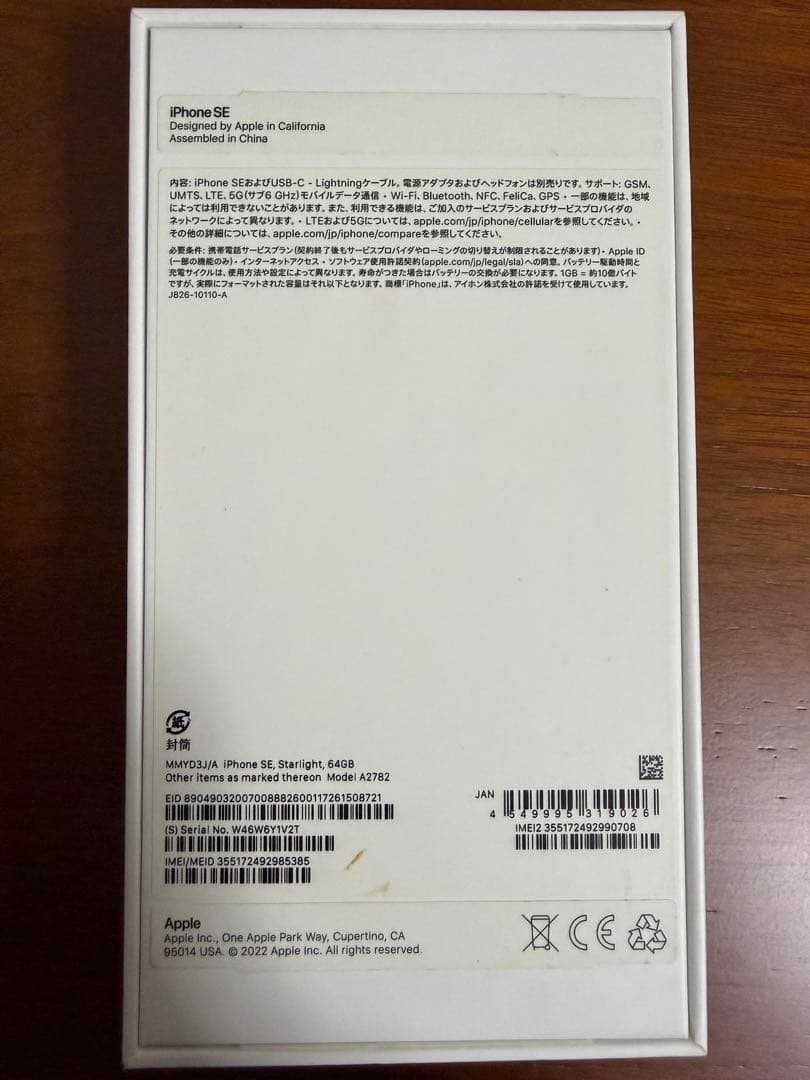 iPhone SE
Designed by Apple in California
Assembled in China
内容: iPhone SEおよびUSB-C - Lightningケーブル。電源アダプタおよびヘッドフォンは別売りです。サポート: GSM、
UMTS、LTE、5G(サブ6 GHz)モバイルデータ通信・Wi-Fi、Bluetooth、NFC、FeliCa、GPS・一部の機能は、地域
によっては利用できないことがあります。また、利用できる機能は、ご加入のサービスプランおよびサービスプロバイダの
ネットワークによって異なります。・LTEおよび5Gについては、apple.com/jp/iphone/cellularを参照してください。・
その他の詳細については、apple.com/jp/iphone/compareを参照してください。
必要条件: 携帯電話サービスプラン(契約終了後もサービスプロバイダやローミングの切り替えが制限されることがあります)・Apple ID
(一部の機能のみ)・インターネットアクセス・ソフトウェア使用許諾契約(apple.com/jp/legal/sla)への同意。バッテリー駆動時間と
充電サイクルは、使用方法や設定によって異なります。寿命がつきた場合はバッテリーの交換が必要になります。1GB = 約10億バイト
ですが、実際にフォーマットされた容量はそれ以下となります。商標「iPhone」は、アイホン株式会社の許諾を受けて使用しています。
J826-10110-A
紙
封筒
MMYD3J/A iPhone SE, Starlight, 64GB
Other items as marked thereon Model A2782
EID 89049032007008882600117261508721
JAN
4 549995 319026
(S) Serial No. W46W6Y1V2T
IMEI2 355172492990708
IMEI/MEID 355172492985385
Apple
Apple Inc., One Apple Park Way, Cupertino, CA
95014 USA. © 2022 Apple Inc. All rights reserved.
CE